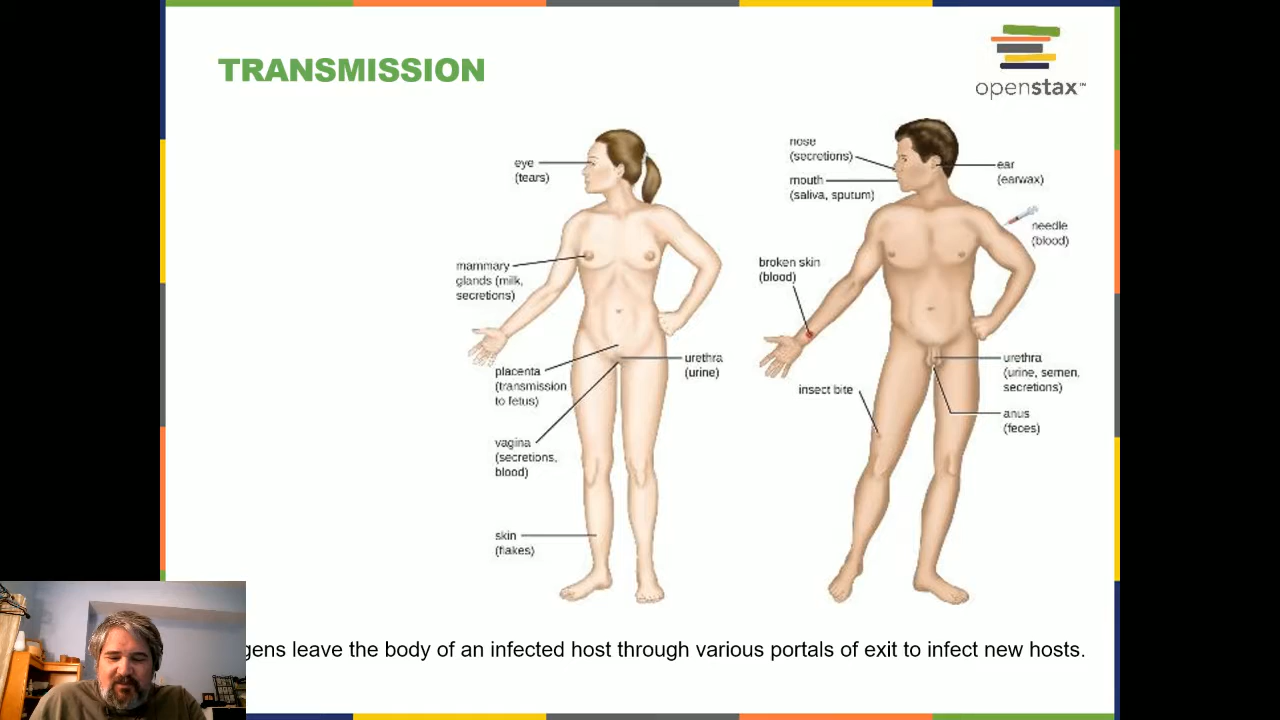 TRANSMISSION
openstax™
eye
(tears)
mammary
glands (milk,
secretions)
placenta
(transmission
to fetus)
vagina
(secretions,
blood)
skin
(flakes)
urethra
(urine)
nose
(secretions)
mouth
(saliva, sputum)
ear
(earwax)
needle
(blood)
broken skin
(blood)
insect bite
urethra
(urine, semen,
secretions)
anus
(feces)
leave the body of an infected host through various portals of exit to infect new hosts.